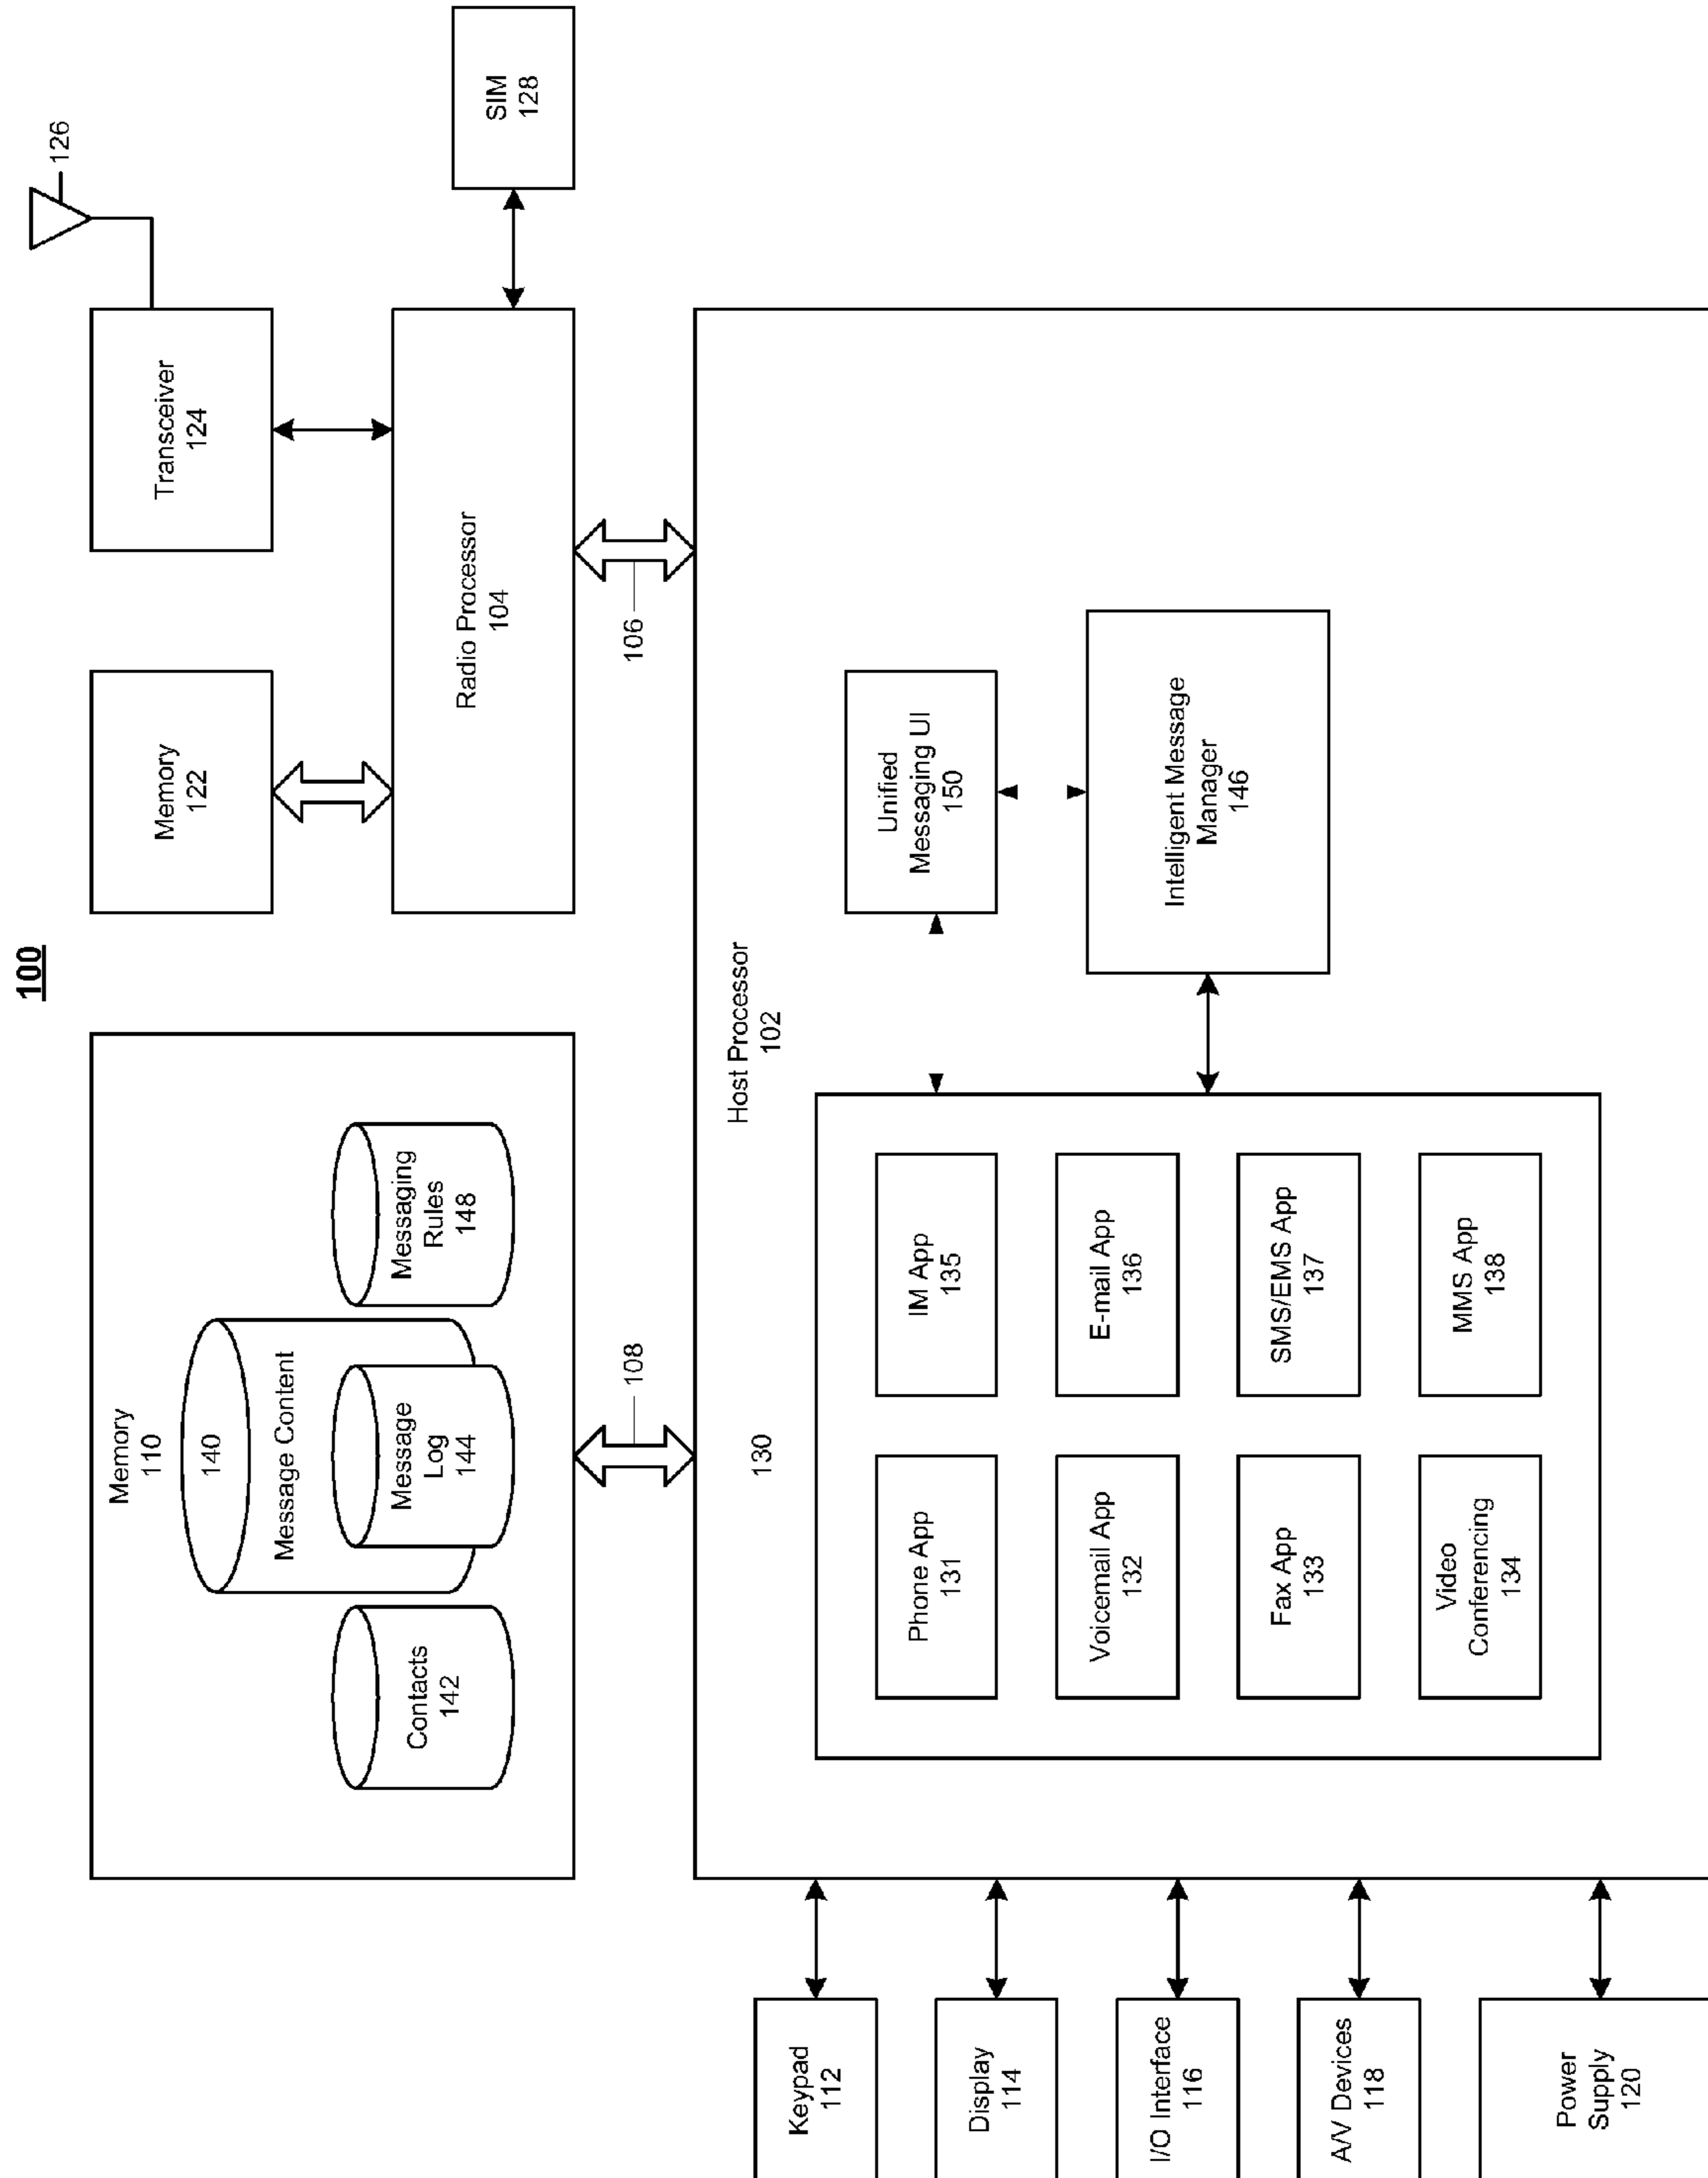 100
Memory
110
140
Message Content
Contacts
142
Message
Log
144
Messaging
Rules
148
Memory
122
Transceiver
124
126
Radio Processor
104
SIM
128
108
106
Host Processor
102
130
Phone App
131
IM App
135
Voicemail App
132
E-mail App
136
Fax App
133
SMS/EMS App
137
Video
Conferencing
134
MMS App
138
Unified
Messaging UI
150
Intelligent Message
Manager
146
Keypad
112
Display
114
I/O Interface
116
A/V Devices
118
Power
Supply
120